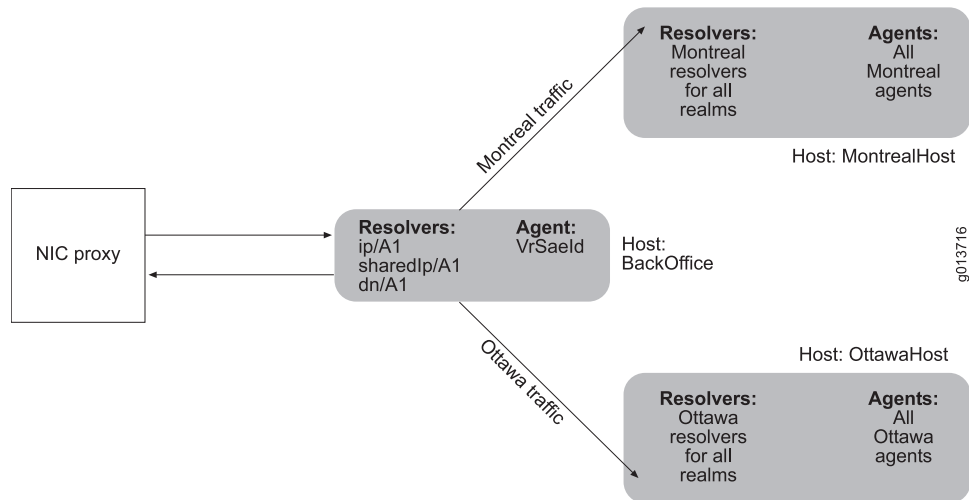 Resolvers:
Montreal
resolvers
for all
realms
Agents:
All
Montreal
agents
Host: MontrealHost
Montreal traffic
NIC proxy
Resolvers:
ip/A1
sharedIp/A1
dn/A1
Agent:
VrSaeId
Host:
BackOffice
g013716
Ottawa traffic
Host: OttawaHost
Resolvers:
Ottawa
resolvers
for all
realms
Agents:
All
Ottawa
agents